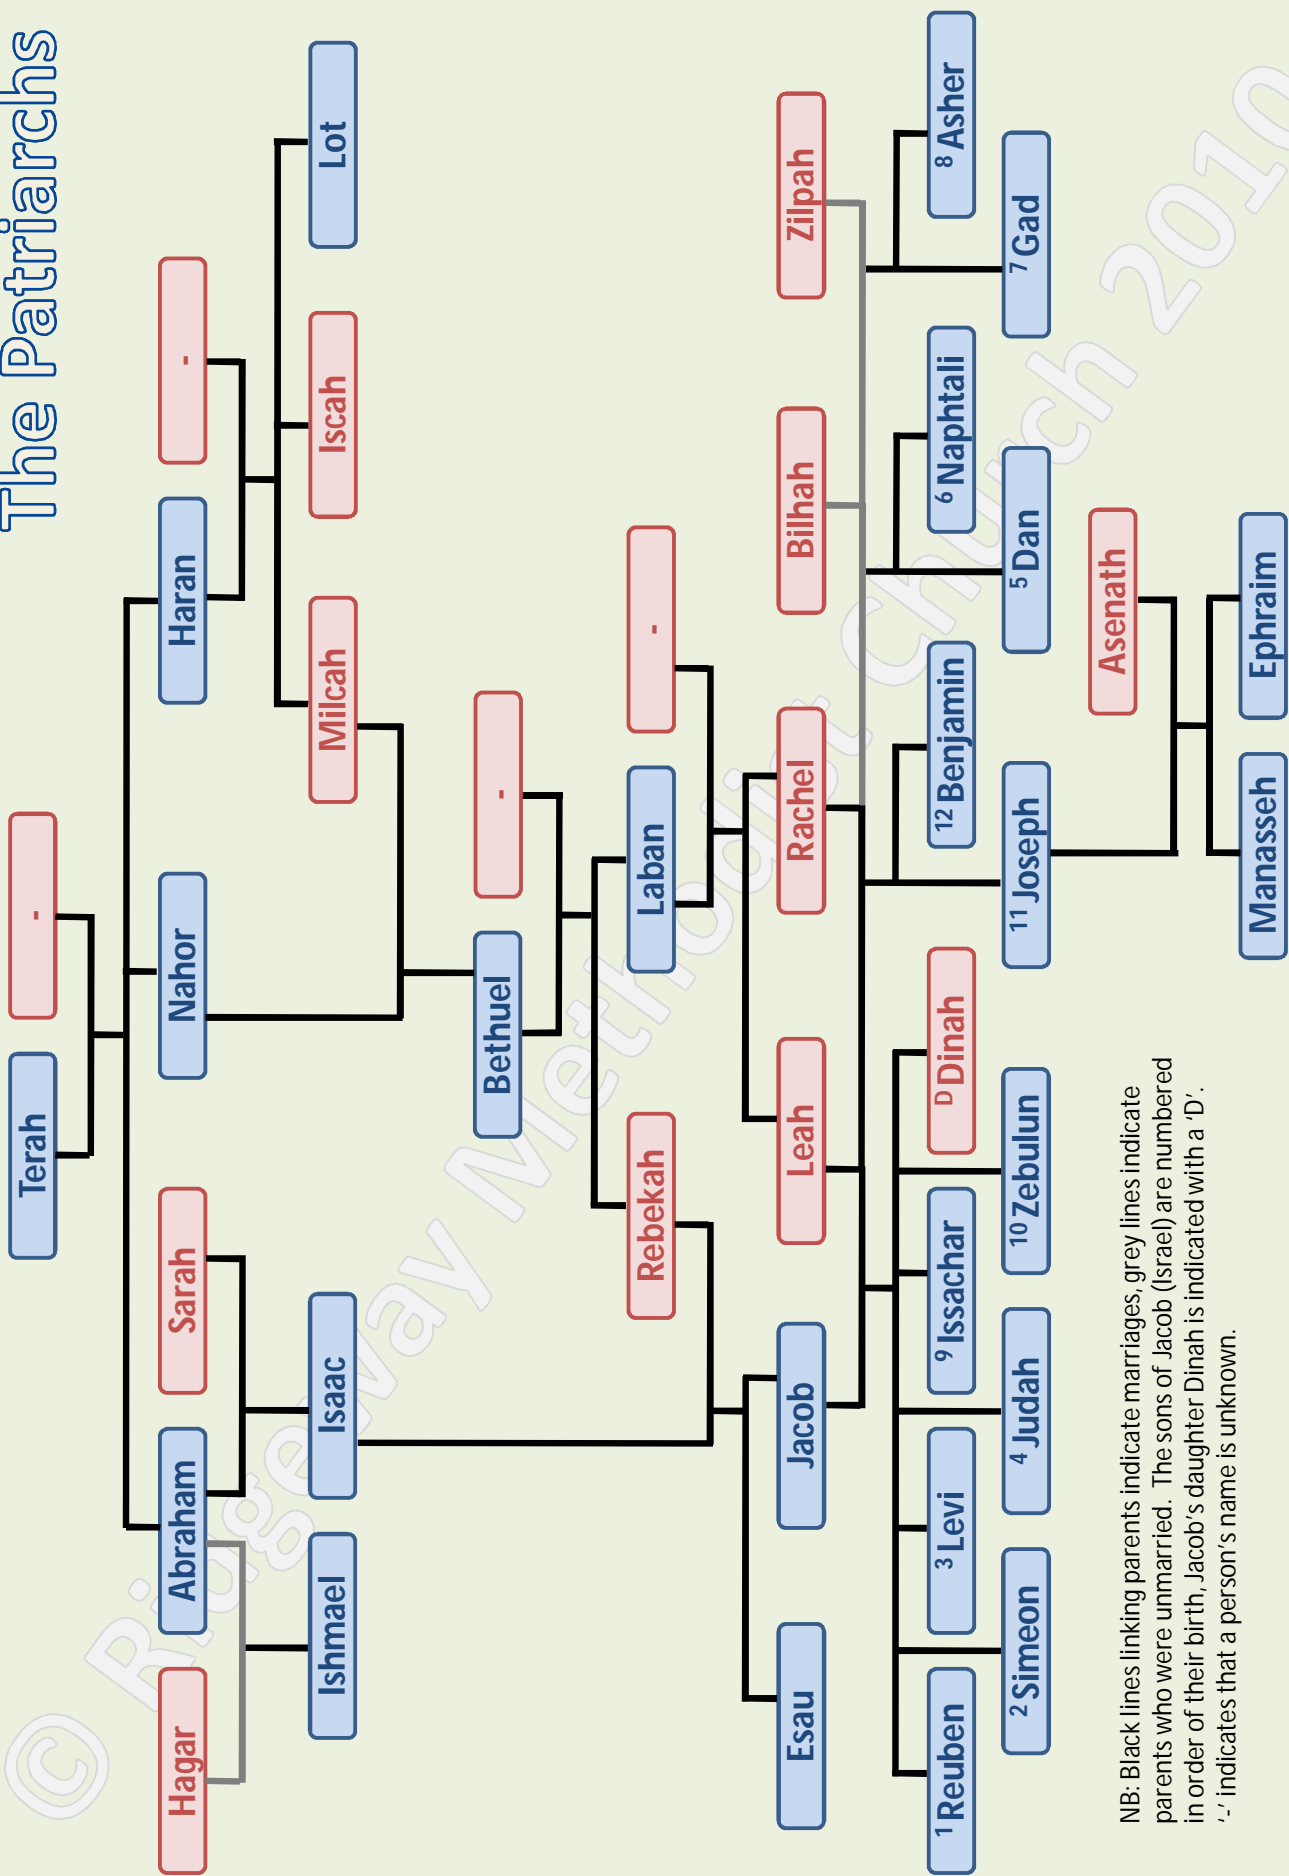 The Patriarchs
Terah
-
Hagar
Abraham
Sarah
Nahor
Haran
-
Ishmael
Isaac
Milcah
Iscah
Lot
Bethuel
-
Rebekah
Laban
-
Esau
Jacob
Leah
Rachel
Bilhah
Zilpah
1 Reuben
3 Levi
9 Issachar
D Dinah
12 Benjamin
6 Naphtali
8 Asher
2 Simeon
4 Judah
10 Zebulun
11 Joseph
5 Dan
7 Gad
Asenath
Manasseh
Ephraim
NB: Black lines linking parents indicate marriages, grey lines indicate
parents who were unmarried. The sons of Jacob (Israel) are numbered
in order of their birth, Jacob's daughter Dinah is indicated with a 'D'.
'-' indicates that a person's name is unknown.
© Ridgeway Methodist Church 2010